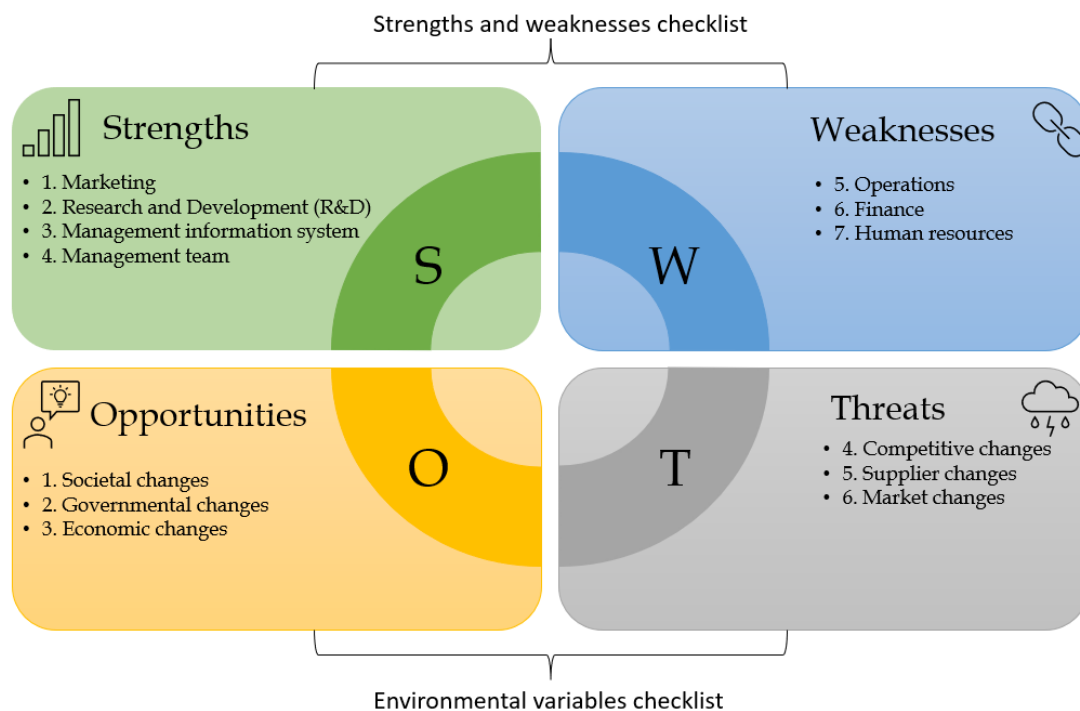 Strengths and weaknesses checklist
Strengths
• 1. Marketing
• 2. Research and Development (R&D)
• 3. Management information system
• 4. Management team
Weaknesses
• 5. Operations
• 6. Finance
• 7. Human resources
S
W
Opportunities
• 1. Societal changes
• 2. Governmental changes
• 3. Economic changes
Threats
• 4. Competitive changes
• 5. Supplier changes
• 6. Market changes
O
T
Environmental variables checklist